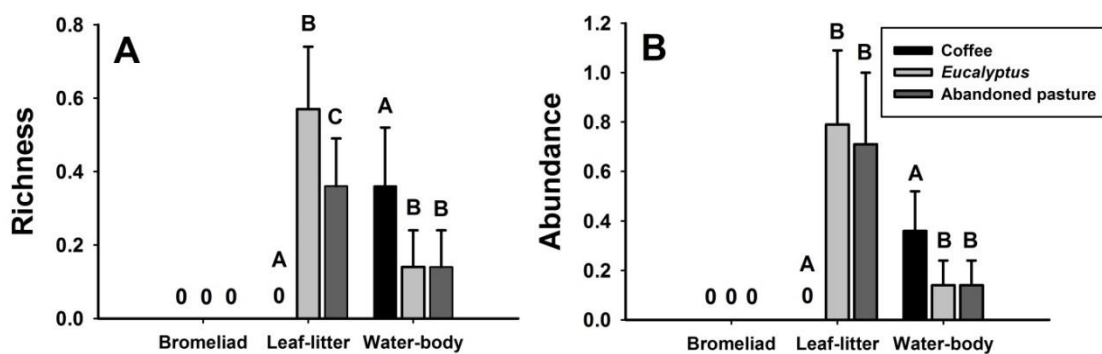 A
Richness
0.8
0.6
0.4
0.2
0.0
0 0 0
A
0
B
C
A
B
B
Bromeliad Leaf-litter Water-body
B
Abundance
1.2
1.0
0.8
0.6
0.4
0.2
0.0
0 0 0
A
0
B
B
A
B B
Bromeliad Leaf-litter Water-body
Coffee
Eucalyptus
Abandoned pasture